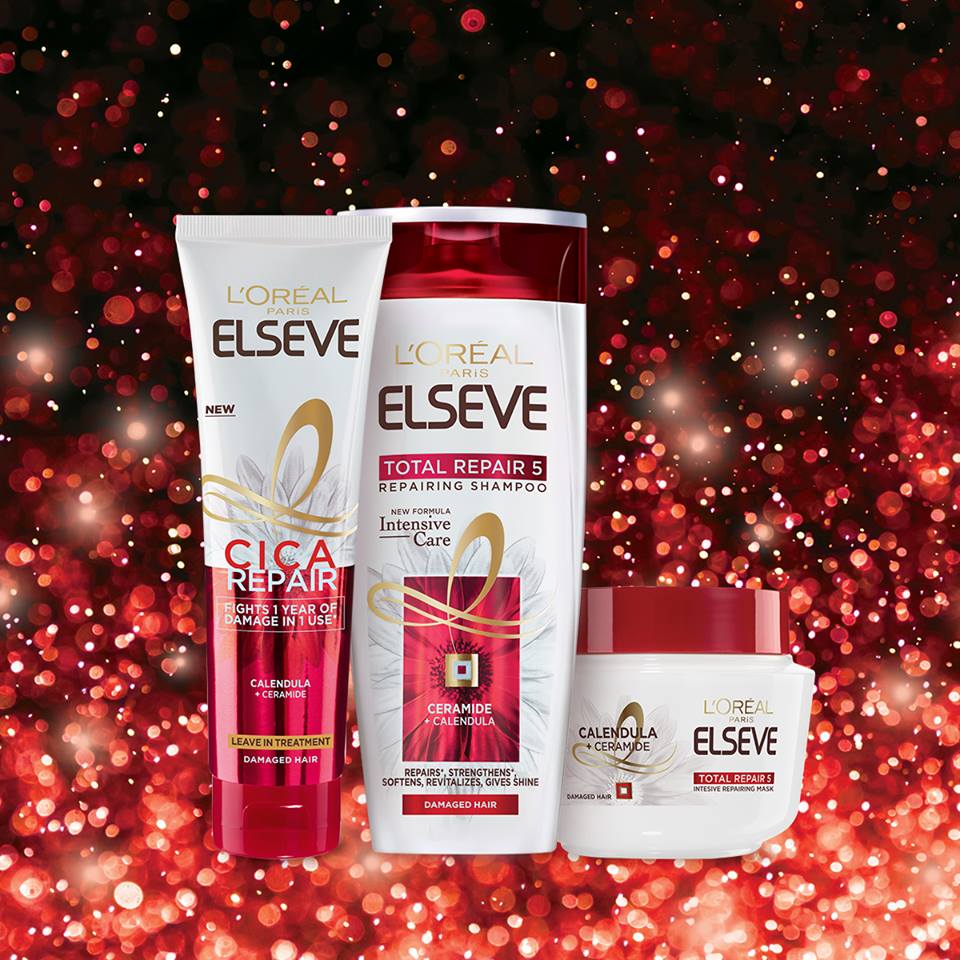 L'ORÉAL
PARIS
ELSEVE
NEW
CICA
REPAIR
FIGHTS 1 YEAR OF
DAMAGE IN 1 USE*
CALENDULA
+ CERAMIDE
LEAVE IN TREATMENT
DAMAGED HAIR
L'ORÉAL
PARIS
ELSEVE
TOTAL REPAIR 5
REPAIRING SHAMPOO
NEW FORMULA
Intensive
Care
CERAMIDE
+ CALENDULA
REPAIRS*, STRENGTHENS*,
SOFTENS, REVITALIZES, GIVES SHINE
DAMAGED HAIR
CALENDULA
+ CERAMIDE
DAMAGED HAIR
L'ORÉAL
PARIS
ELSEVE
TOTAL REPAIR 5
INTESIVE REPAIRING MASK